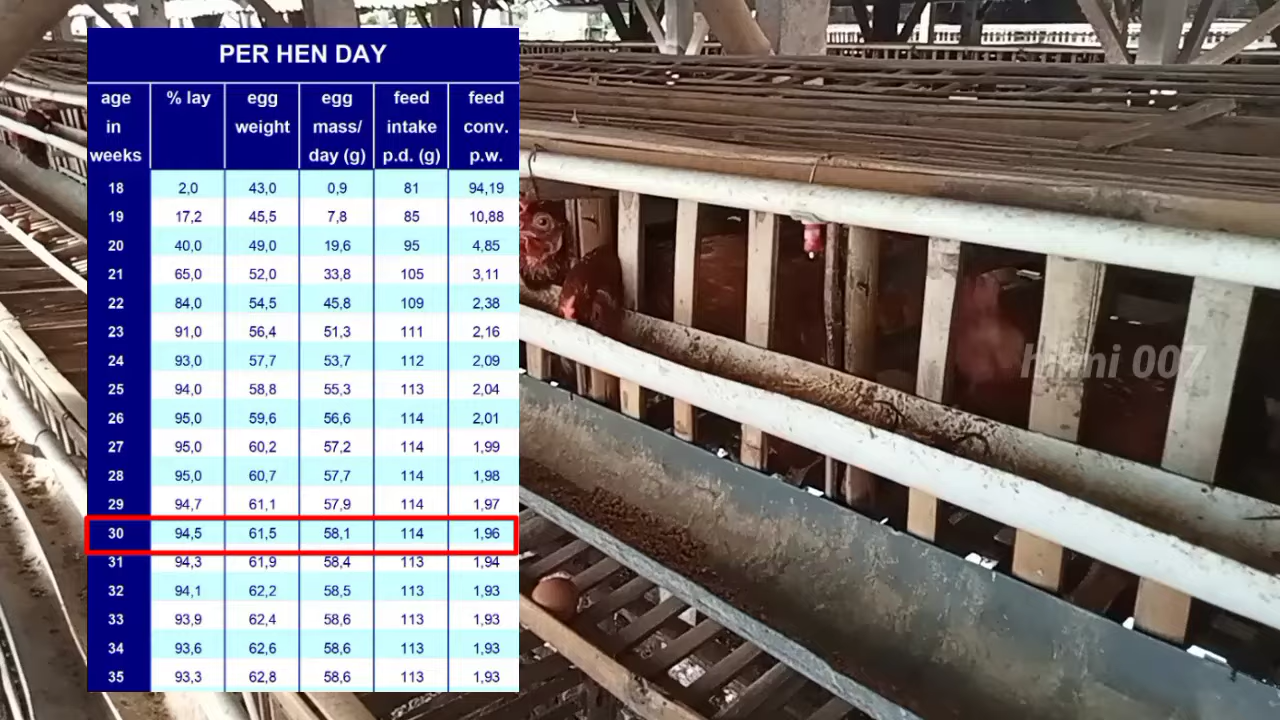 PER HEN DAY
age in weeks % lay egg weight egg mass/ day (g) feed intake p.d. (g) feed conv. p.w.
18 2,0 43,0 0,9 81 94,19
19 17,2 45,5 7,8 85 10,88
20 40,0 49,0 19,6 95 4,85
21 65,0 52,0 33,8 105 3,11
22 84,0 54,5 45,8 109 2,38
23 91,0 56,4 51,3 111 2,16
24 93,0 57,7 53,7 112 2,09
25 94,0 58,8 55,3 113 2,04
26 95,0 59,6 56,6 114 2,01
27 95,0 60,2 57,2 114 1,99
28 95,0 60,7 57,7 114 1,98
29 94,7 61,1 57,9 114 1,97
30 94,5 61,5 58,1 114 1,96
31 94,3 61,9 58,4 113 1,94
32 94,1 62,2 58,5 113 1,93
33 93,9 62,4 58,6 113 1,93
34 93,6 62,6 58,6 113 1,93
35 93,3 62,8 58,6 113 1,93
007